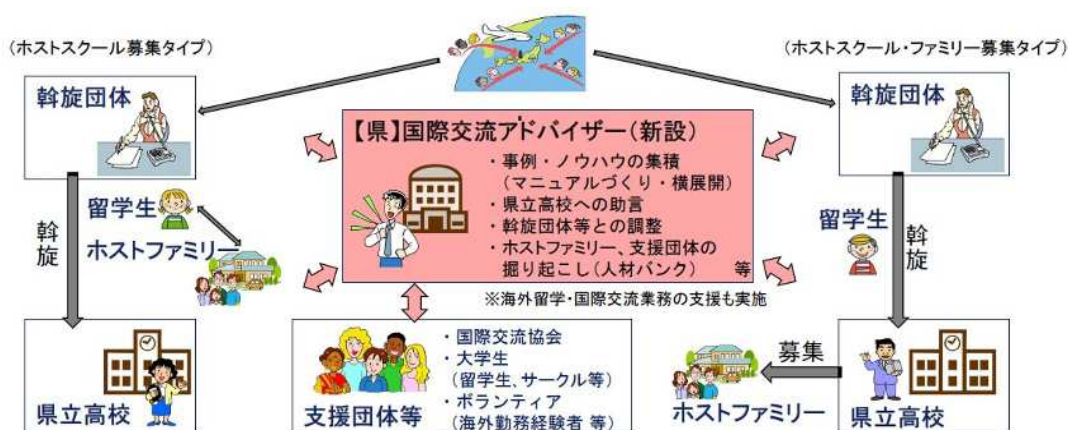 (ホストスクール募集タイプ)
(ホストスクール・ファミリー募集タイプ)
斡旋団体
斡旋
留学生
ホストファミリー
県立高校
【県】国際交流アドバイザー(新設)
・事例・ノウハウの集積
(マニュアルづくり・横展開)
・県立高校への助言
・斡旋団体等との調整
・ホストファミリー、支援団体の
掘り起こし(人材バンク) 等
※海外留学・国際交流業務の支援も実施
支援団体等
・国際交流協会
・大学生
(留学生、サークル等)
・ボランティア
(海外勤務経験者 等)
斡旋団体
留学生
斡旋
募集
ホストファミリー
県立高校